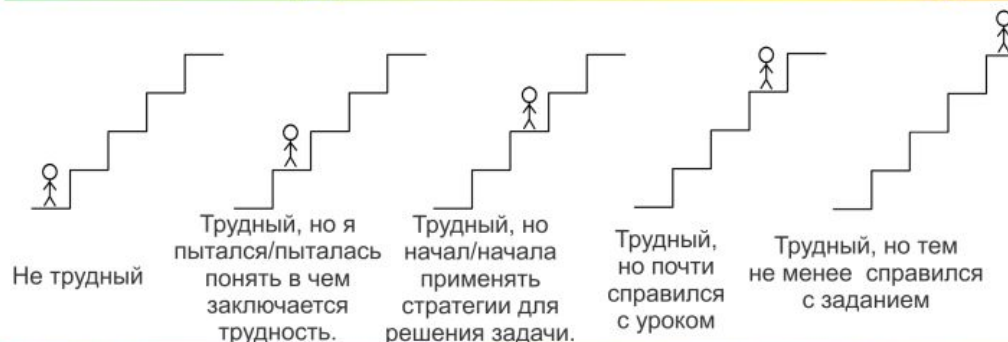 Не трудный
Трудный, но я
пытался/пыталась
понять в чем
заключается
трудность.
Трудный, но
начал/начала
применять
стратегии для
решения задачи.
Трудный,
но почти
справился
с уроком
Трудный, но тем
не менее справился
с заданием